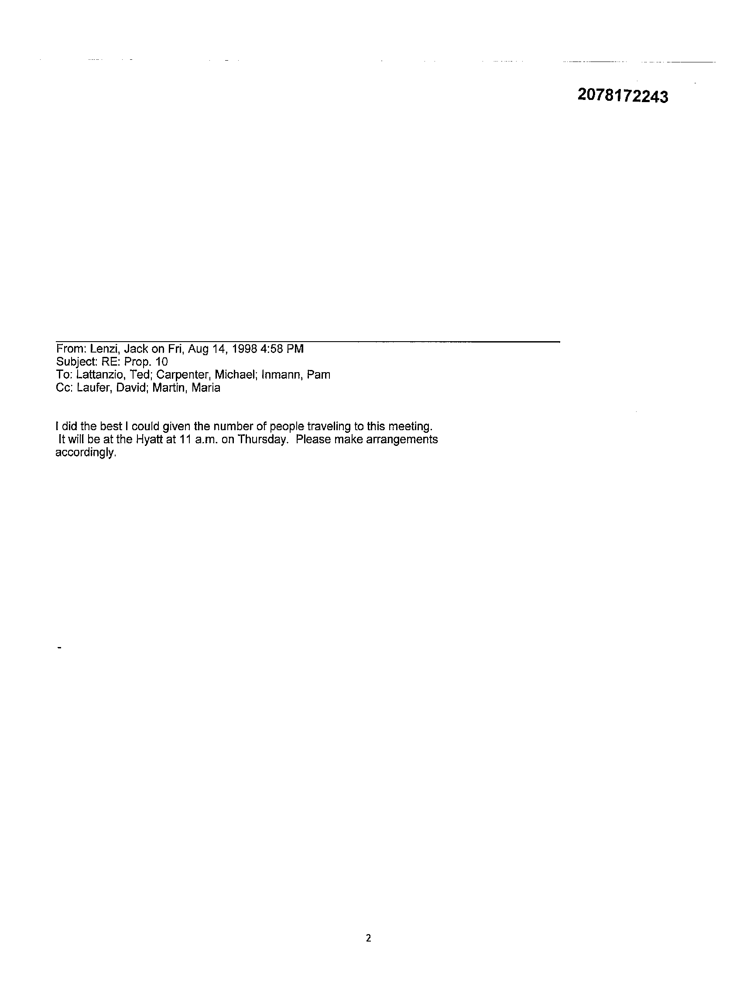 2078172243
From: Lenzi, Jack on Fri, Aug 14, 1998 4:58 PM
Subject: RE: Prop. 10
To: Lattanzio, Ted; Carpenter, Michael; Inmann, Pam
Cc: Laufer, David; Martin, Maria
I did the best I could given the number of people traveling to this meeting.
It will be at the Hyatt at 11 a.m. on Thursday. Please make arrangements
accordingly.
-
2